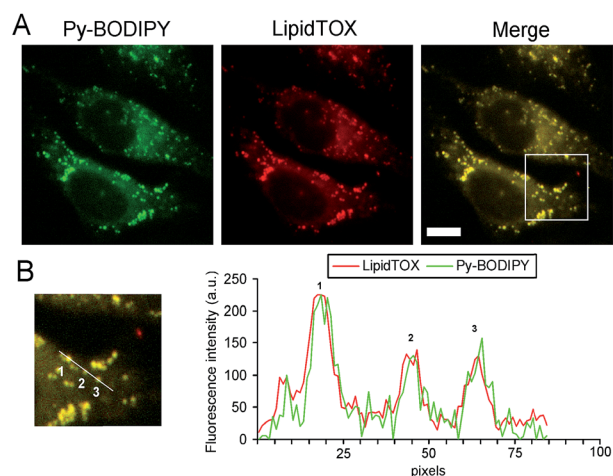 A
Py-BODIPY
LipidTOX
Merge
B
1
2
3
LipidTOX
Py-BODIPY
Fluorescence intensity (a.u.)
250
200
150
100
50
0
1
2
3
25
50
75
100
pixels